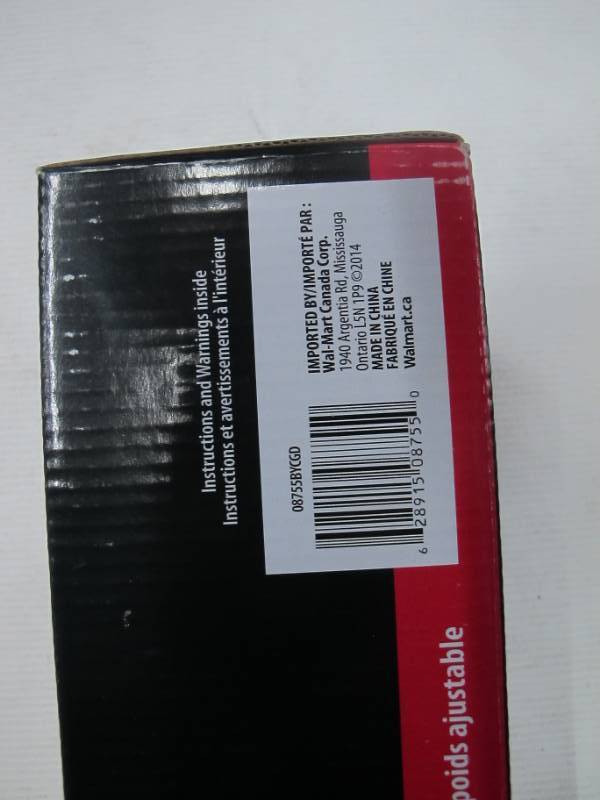 Instructions and Warnings inside
Instructions et avertissements à l'intérieur
IMPORTED BY/IMPORTÉ PAR :
Wal-Mart Canada Corp.
1940 Argentia Rd, Mississauga
Ontario L5N 1P9 ©2014
MADE IN CHINA
FABRIQUÉ EN CHINE
Walmart.ca
08755BYCGD
6 28915 08755 0
poids ajustable